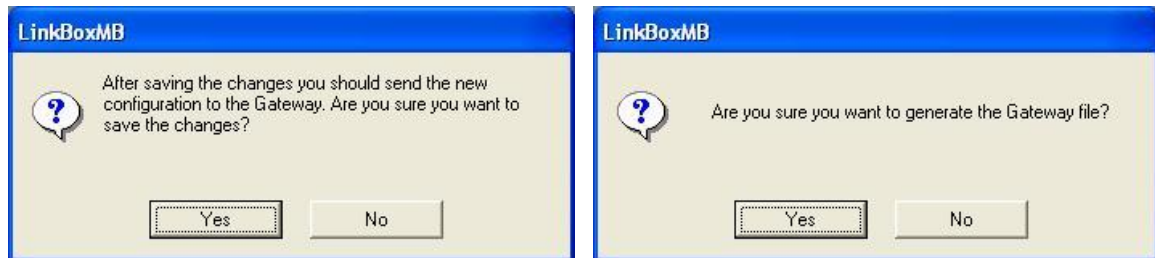 LinkBoxMB
After saving the changes you should send the new
configuration to the Gateway. Are you sure you want to
save the changes?
Yes
No
LinkBoxMB
Are you sure you want to generate the Gateway file?
Yes
No